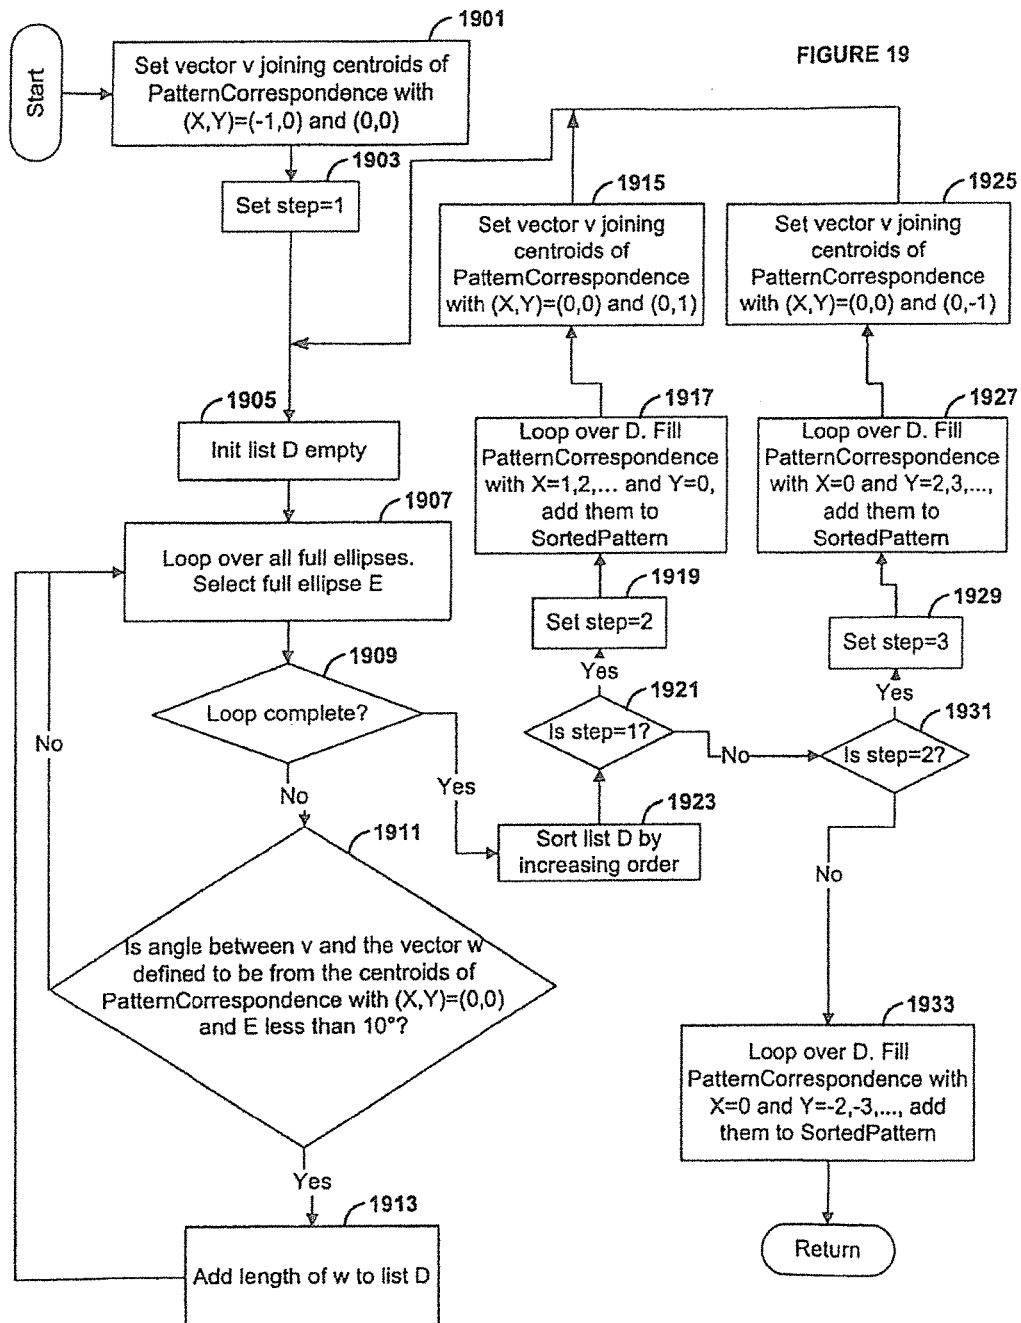 FIGURE 19
Start
1901
Set vector v joining centroids of
PatternCorrespondence with
(X,Y)=(-1,0) and (0,0)
1903
Set step=1
1905
Init list D empty
1907
Loop over all full ellipses.
Select full ellipse E
1909
Loop complete?
No
No
Yes
1911
Is angle between v and the vector w
defined to be from the centroids of
PatternCorrespondence with (X,Y)=(0,0)
and E less than 10°?
Yes
1913
Add length of w to list D
1915
Set vector v joining
centroids of
PatternCorrespondence
with (X,Y)=(0,0) and (0,1)
1917
Loop over D. Fill
PatternCorrespondence
with X=1,2,... and Y=0,
add them to
SortedPattern
1919
Set step=2
Yes
1921
Is step=1?
No
1923
Sort list D by
increasing order
1925
Set vector v joining
centroids of
PatternCorrespondence
with (X,Y)=(0,0) and (0,-1)
1927
Loop over D. Fill
PatternCorrespondence
with X=0 and Y=2,3,...,
add them to
SortedPattern
1929
Set step=3
Yes
1931
Is step=2?
No
1933
Loop over D. Fill
PatternCorrespondence with
X=0 and Y=-2,-3,..., add
them to SortedPattern
Return